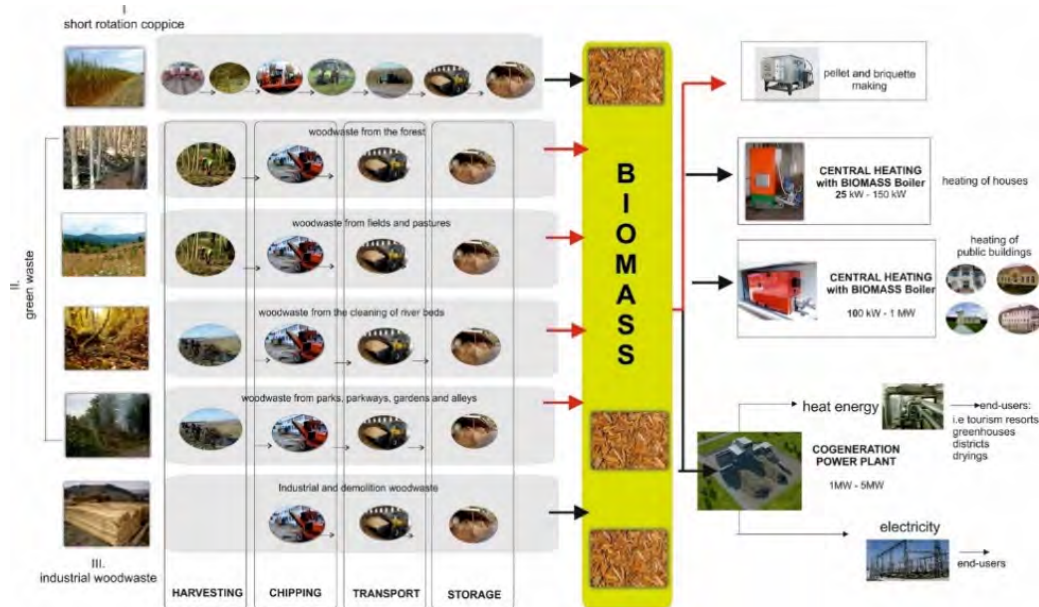 I
short rotation coppice
II.
green waste
woodwaste from the forest
woodwaste from fields and pastures
woodwaste from the cleaning of river beds
woodwaste from parks, parkways, gardens and alleys
Industrial and demolition woodwaste
III.
industrial woodwaste
HARVESTING
CHIPPING
TRANSPORT
STORAGE
BIOMASS
pellet and briquette
making
CENTRAL HEATING
with BIOMASS Boiler
25 kW - 150 kW
heating of houses
heating of
public buildings
CENTRAL HEATING
with BIOMASS Boiler
100 kW - 1 MW
heat energy
end-users:
i.e tourism resorts
greenhouses
districts
dryings
COGENERATION
POWER PLANT
1MW - 5MW
electricity
end-users